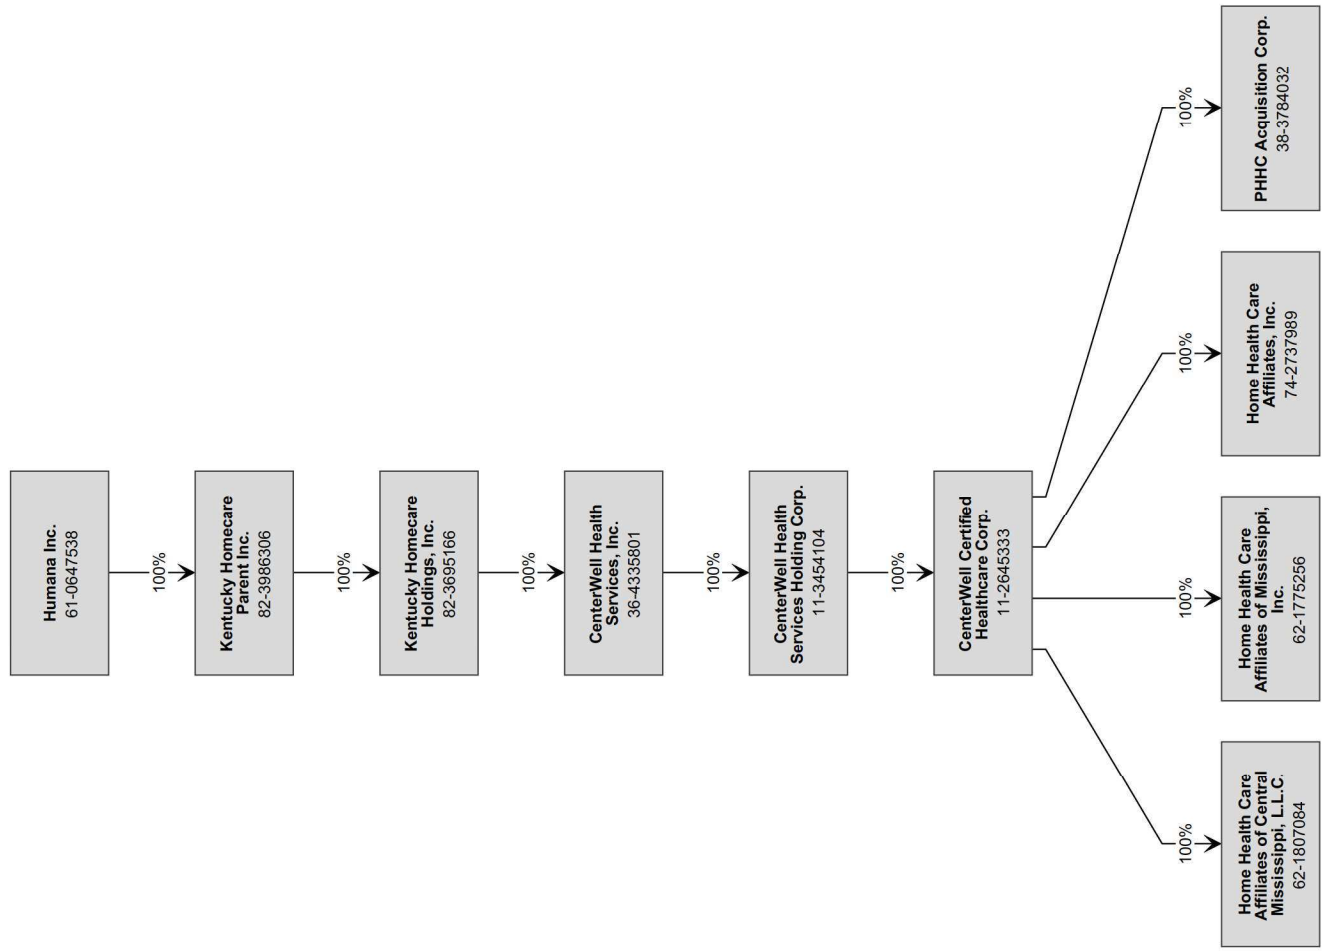 Humana Inc.
61-0647538
100%
Kentucky Homecare
Parent Inc.
82-3986306
100%
Kentucky Homecare
Holdings, Inc.
82-3695166
100%
CenterWell Health
Services, Inc.
36-4335801
100%
CenterWell Health
Services Holding Corp.
11-3454104
100%
CenterWell Certified
Healthcare Corp.
11-2645333
100%
100%
100%
100%
Home Health Care
Affiliates of Central
Mississippi, L.L.C.
62-1807084
Home Health Care
Affiliates of Mississippi,
Inc.
62-1775256
Home Health Care
Affiliates, Inc.
74-2737989
PHHC Acquisition Corp.
38-3784032